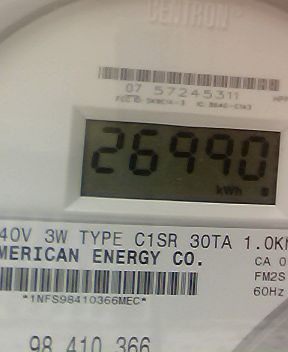 CENTRON®
07 57245311
26990
kWh
40V 3W TYPE C1SR 30TA 1.0K
MERICAN ENERGY CO.
CA 0
FM2S
60Hz
*1NFS98410366MEC*
98 410 366